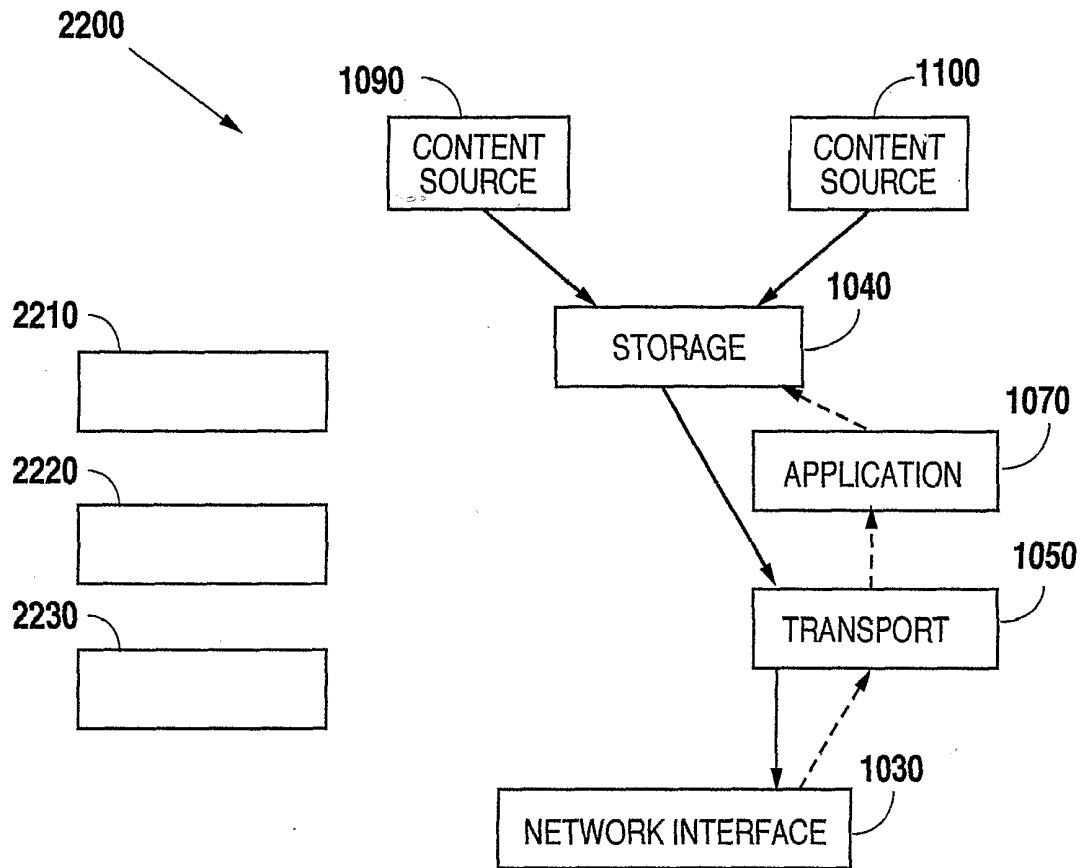 2200
1090
1100
CONTENT
SOURCE
CONTENT
SOURCE
1040
2210
STORAGE
1070
2220
APPLICATION
1050
2230
TRANSPORT
1030
NETWORK INTERFACE